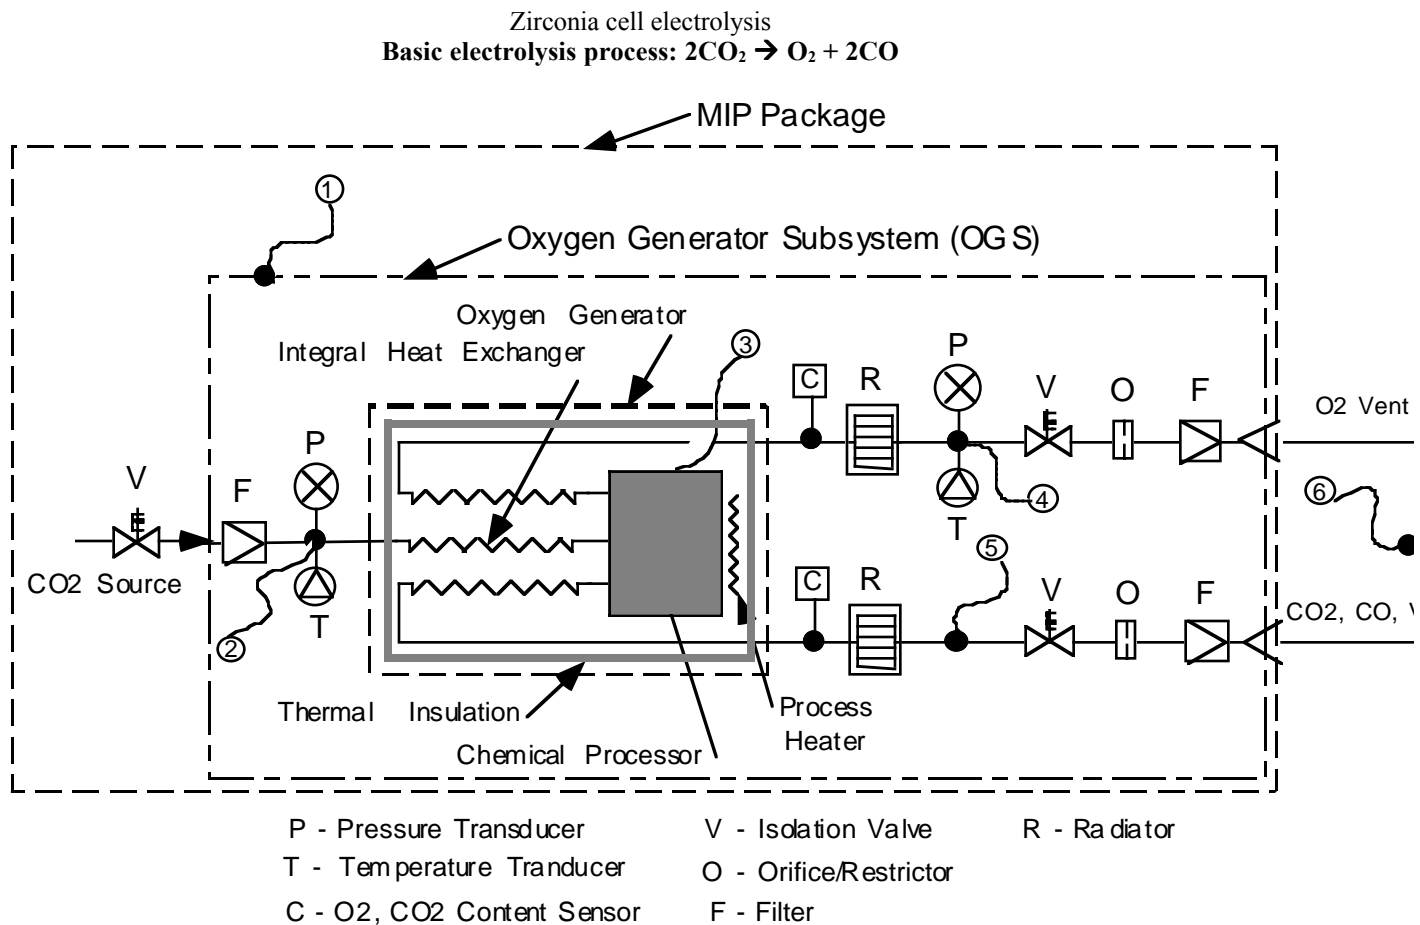 Zirconia cell electrolysis
Basic electrolysis process: 2CO₂ → O₂ + 2CO
MIP Package
1
Oxygen Generator Subsystem (OGS)
Oxygen Generator
Integral Heat Exchanger
3
P
C
R
V
O
F
O2 Vent
P
V
F
4
6
T
5
CO2 Source
T
2
C
R
V
O
F
CO2, CO, V
Thermal Insulation
Process
Heater
Chemical Processor
P - Pressure Transducer
V - Isolation Valve
R - Radiator
T - Temperature Tranducer
O - Orifice/Restrictor
C - O2, CO2 Content Sensor
F - Filter